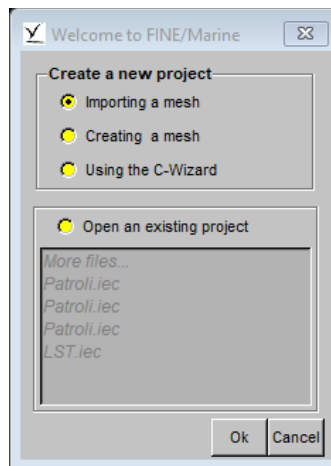 Welcome to FINE/Marine
Create a new project
Importing a mesh
Creating a mesh
Using the C-Wizard
Open an existing project
More files...
Patroli.iec
Patroli.iec
Patroli.iec
LST.iec
Ok
Cancel